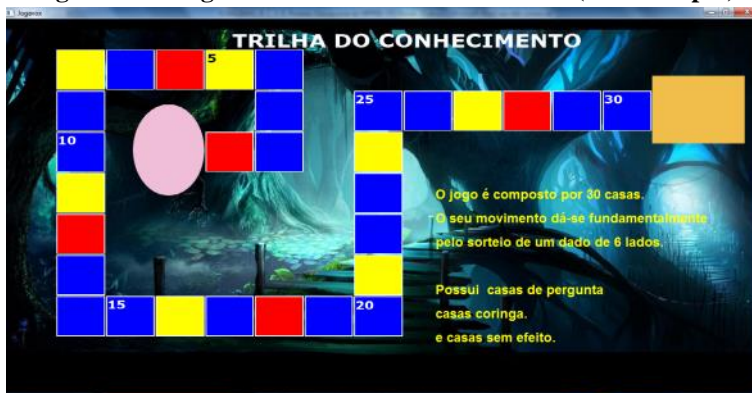 Jogavox
TRILHA DO CONHECIMENTO
5
25
30
10
O jogo é composto por 30 casas.
O seu movimento dá-se fundamentalmente
pelo sorteio de um dado de 6 lados.
Possui casas de pergunta
casas coringa.
e casas sem efeito.
15
20